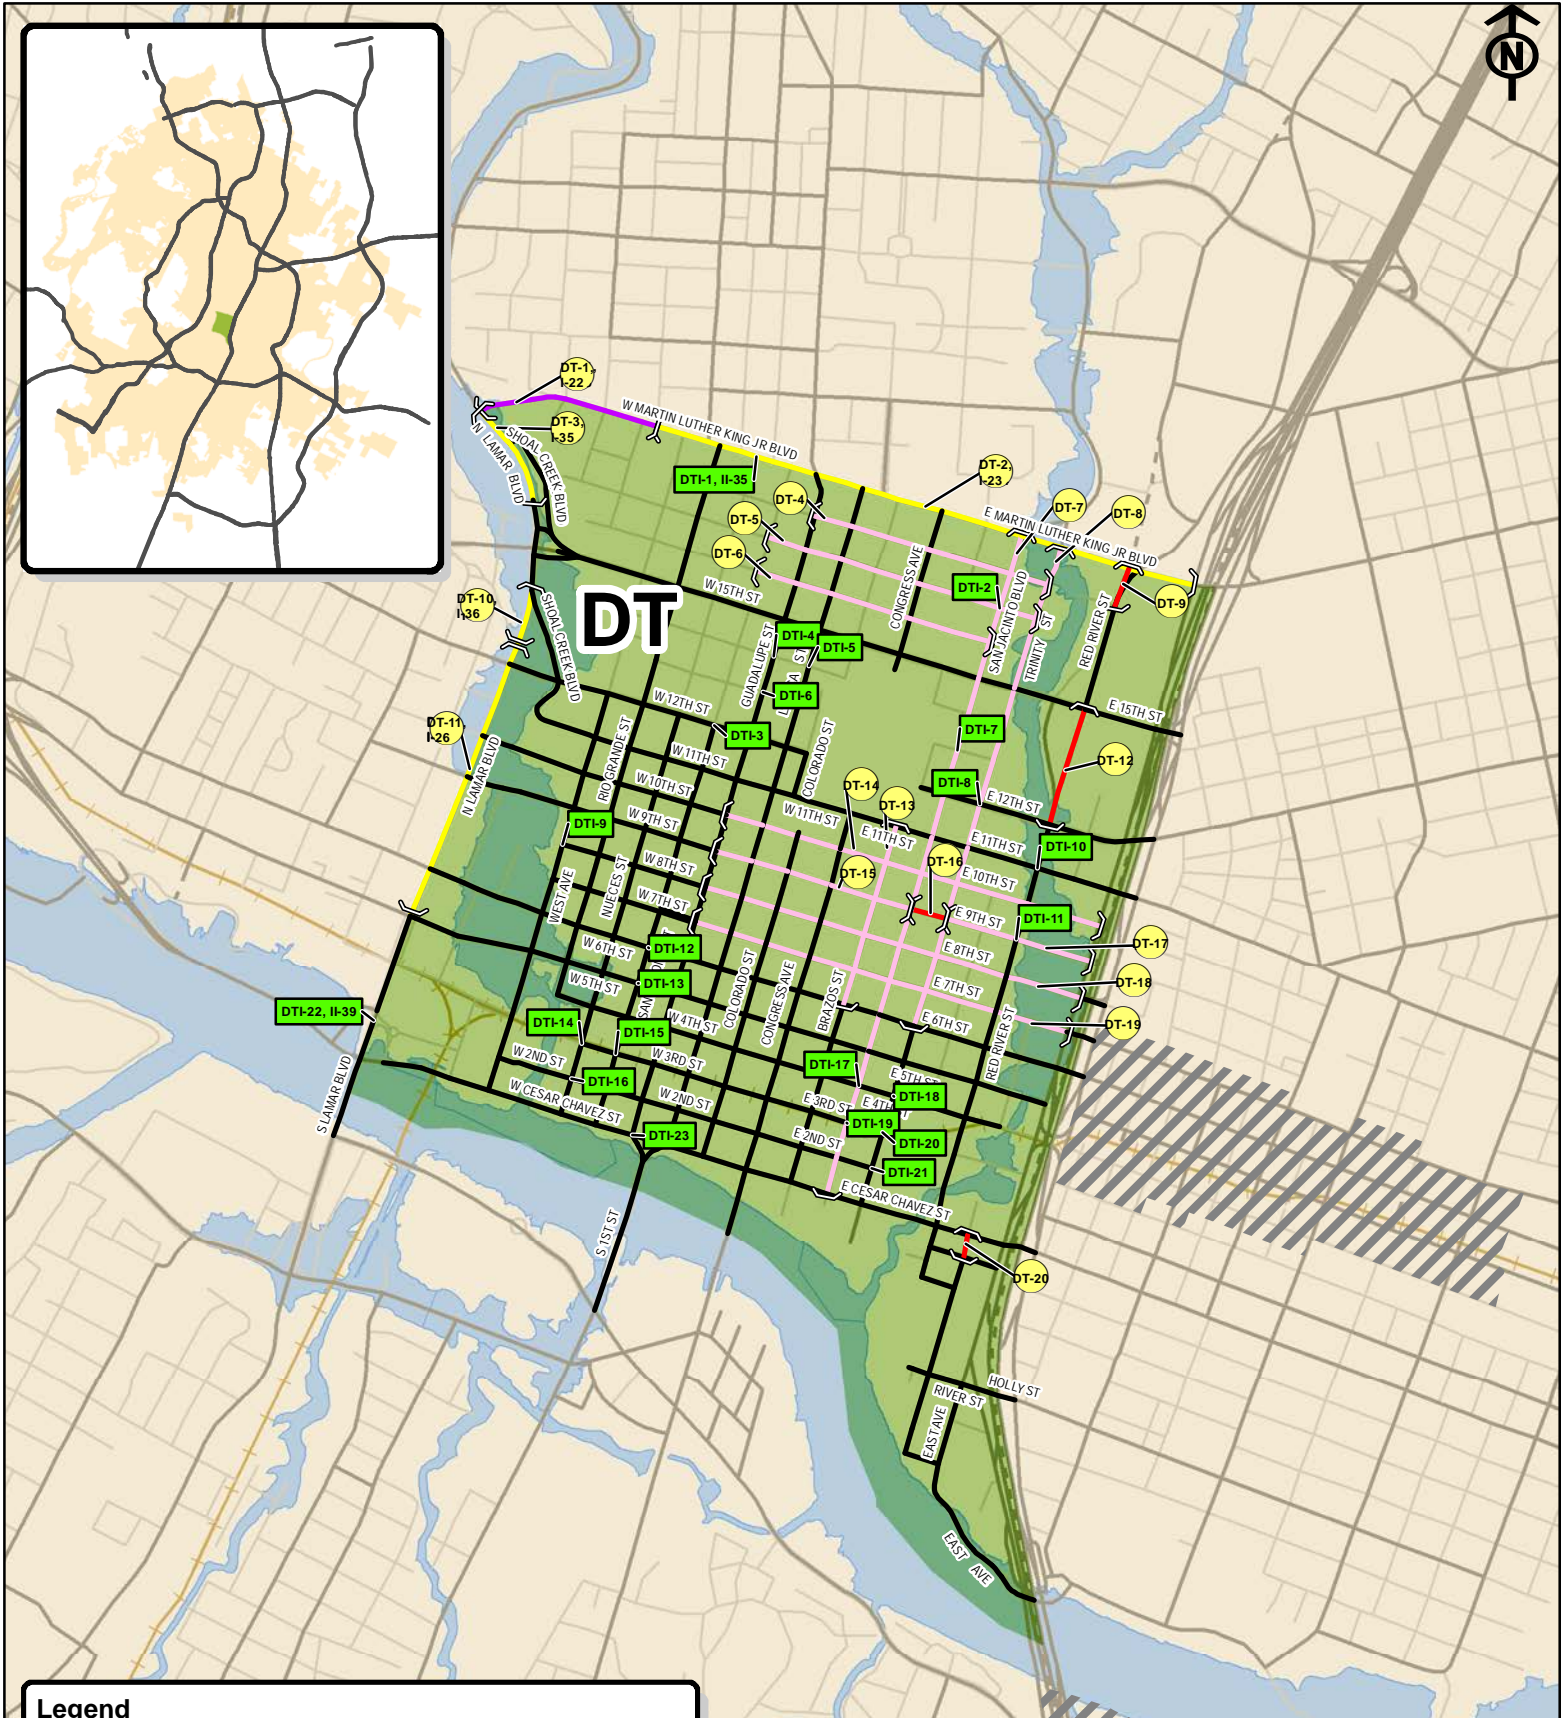 N
DT-1,
I-22
DT-3,
I-35
W MARTIN LUTHER KING JR BLVD
N LAMAR BLVD
SHOAL CREEK BLVD
DTI-1, II-35
DT-2,
I-23
DT-4
DT-5
DT-6
DT-7
DT-8
E MARTIN LUTHER KING JR BLVD
DT-9
DT-10,
I-36
DT
W 15TH ST
CONGRESS AVE
DTI-2
SAN JACINTO BLVD
TRINITY ST
RED RIVER ST
SHOAL CREEK BLVD
GUADALUPE ST
DTI-4
DTI-5
DTI-6
W 12TH ST
E 15TH ST
DT-11,
I-26
N LAMAR BLVD
RIO GRANDE ST
DTI-3
W 11TH ST
COLORADO ST
DTI-7
DT-12
W 10TH ST
DT-14
DT-13
DTI-8
E 12TH ST
W 9TH ST
DTI-9
W 11TH ST
E 11TH ST
E 11TH ST
DTI-10
W 8TH ST
DT-15
DT-16
E 10TH ST
WEST AVE
NUECES ST
W 7TH ST
E 9TH ST
DTI-11
W 6TH ST
DTI-12
E 8TH ST
DT-17
W 5TH ST
DTI-13
COLORADO ST
CONGRESS AVE
BRAZOS ST
E 7TH ST
DT-18
DTI-22, II-39
DTI-14
DTI-15
W 4TH ST
E 6TH ST
RED RIVER ST
DT-19
W 2ND ST
W 3RD ST
DTI-17
E 5TH ST
DTI-16
DTI-18
S LAMAR BLVD
W CESAR CHAVEZ ST
W 2ND ST
E 3RD ST
E 4TH ST
DTI-19
DTI-23
E 2ND ST
DTI-20
DTI-21
E CESAR CHAVEZ ST
S 1ST ST
DT-20
HOLLY ST
RIVER ST
EAST AVE
EAST AVE
Legend